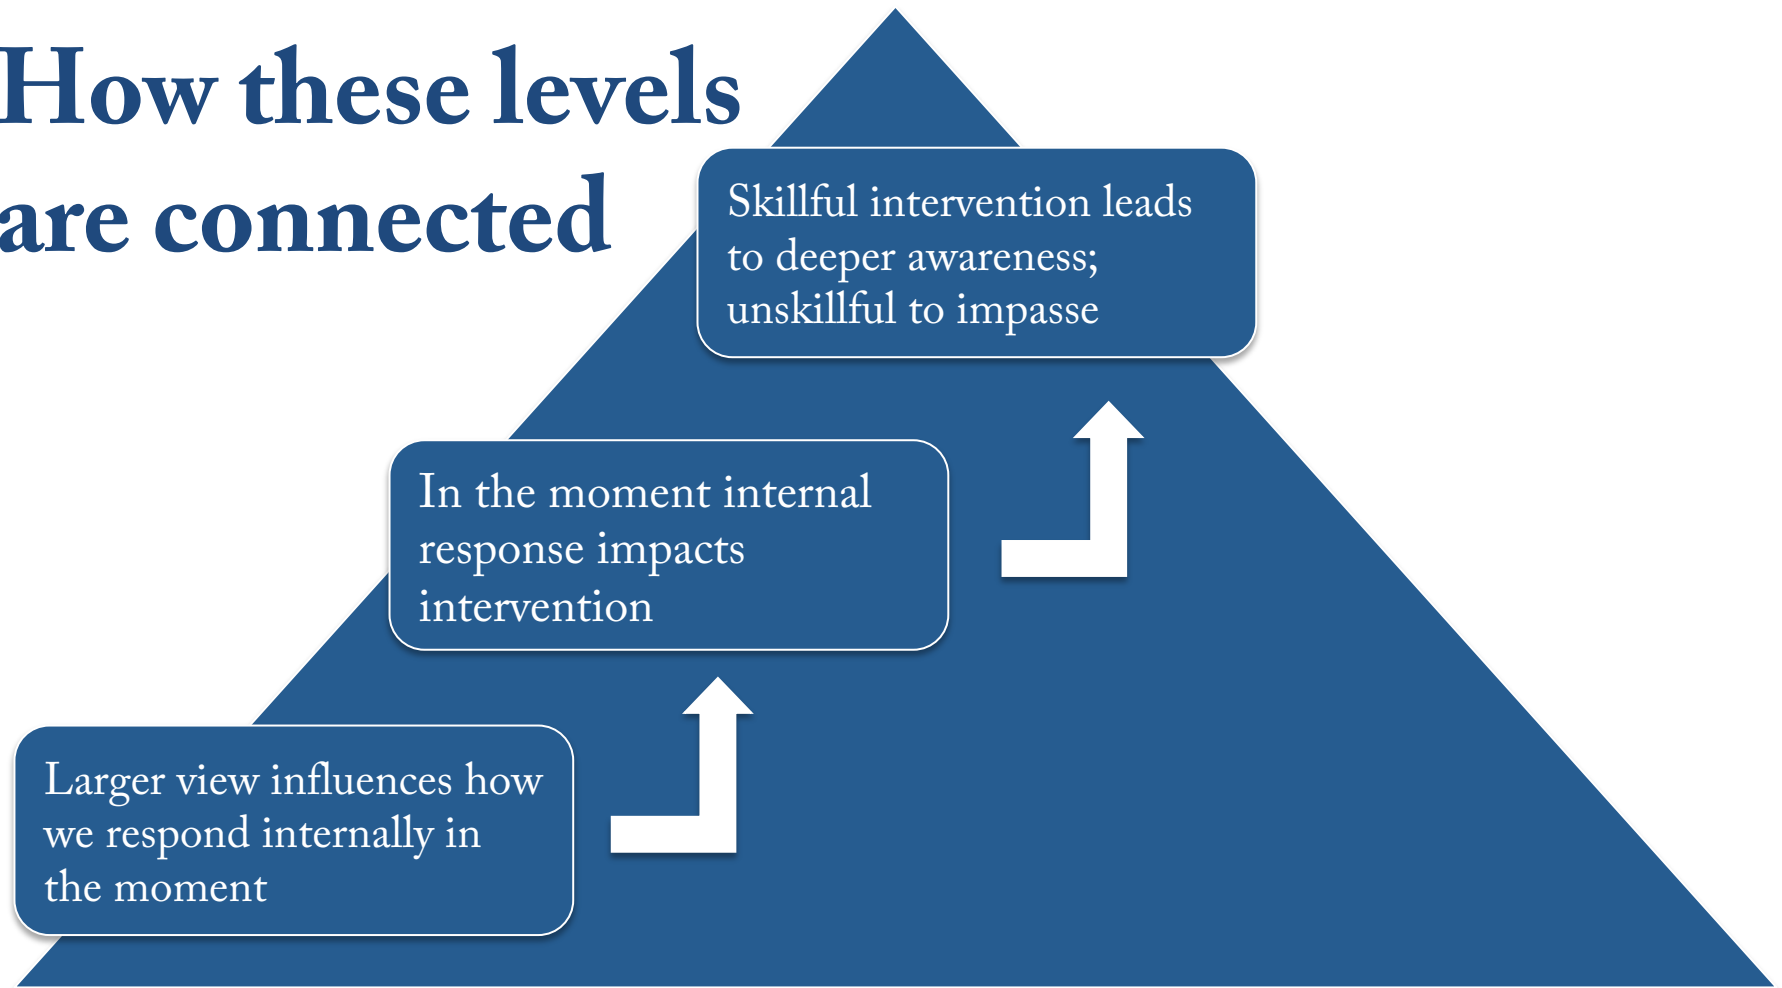 How these levels
are connected
Skillful intervention leads
to deeper awareness;
unskillful to impasse
In the moment internal
response impacts
intervention
Larger view influences how
we respond internally in
the moment